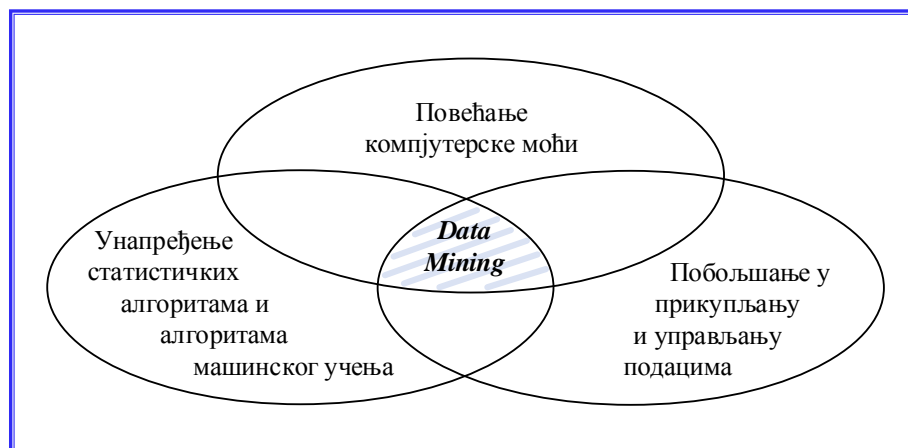 Повећање
компјутерске моћи
Data
Mining
Унапређење
статистичких
алгоритама и
алгоритама
машинског учења
Побољшање у
прикупљању
и управљању
подацима